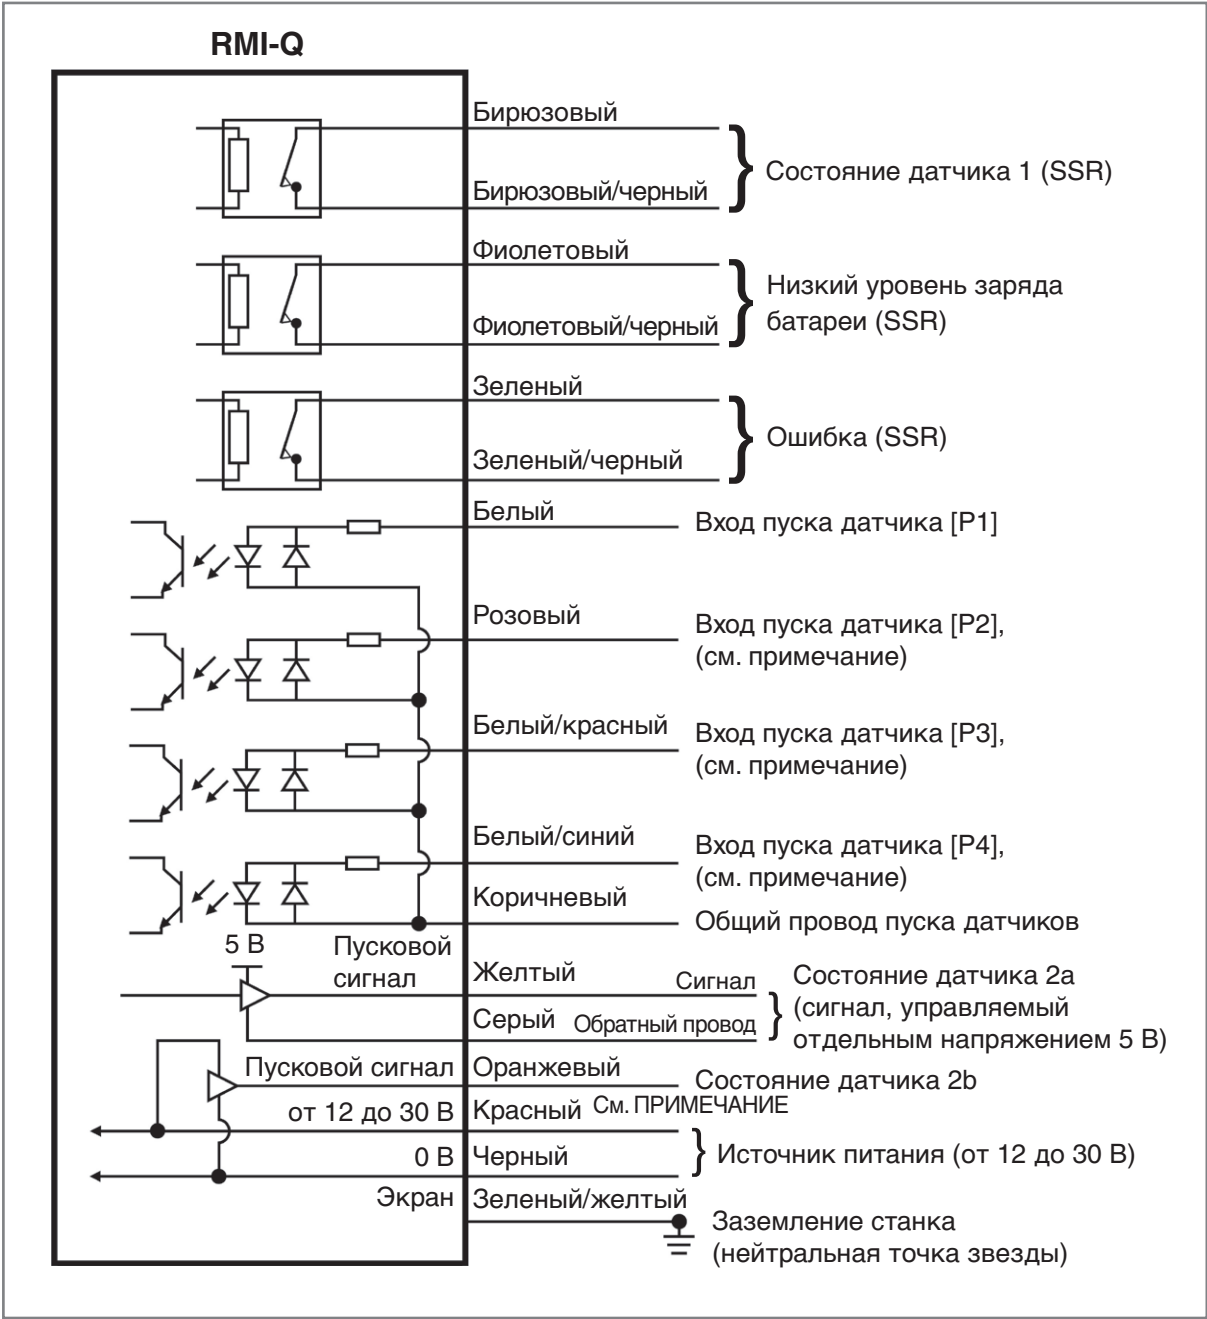 RMI-Q
Бирюзовый
Состояние датчика 1 (SSR)
Бирюзовый/черный
Фиолетовый
Низкий уровень заряда
батареи (SSR)
Фиолетовый/черный
Зеленый
Ошибка (SSR)
Зеленый/черный
Белый
Вход пуска датчика [P1]
Розовый
Вход пуска датчика [P2],
(см. примечание)
Белый/красный
Вход пуска датчика [P3],
(см. примечание)
Белый/синий
Вход пуска датчика [P4],
(см. примечание)
Коричневый
Общий провод пуска датчиков
5 В
Пусковой
сигнал
Желтый
Сигнал
Состояние датчика 2a
(сигнал, управляемый
отдельным напряжением 5 В)
Серый
Обратный провод
Пусковой сигнал
Оранжевый
Состояние датчика 2b
от 12 до 30 В
Красный
См. ПРИМЕЧАНИЕ
0 В
Черный
Источник питания (от 12 до 30 В)
Экран
Зеленый/желтый
Заземление станка
(нейтральная точка звезды)